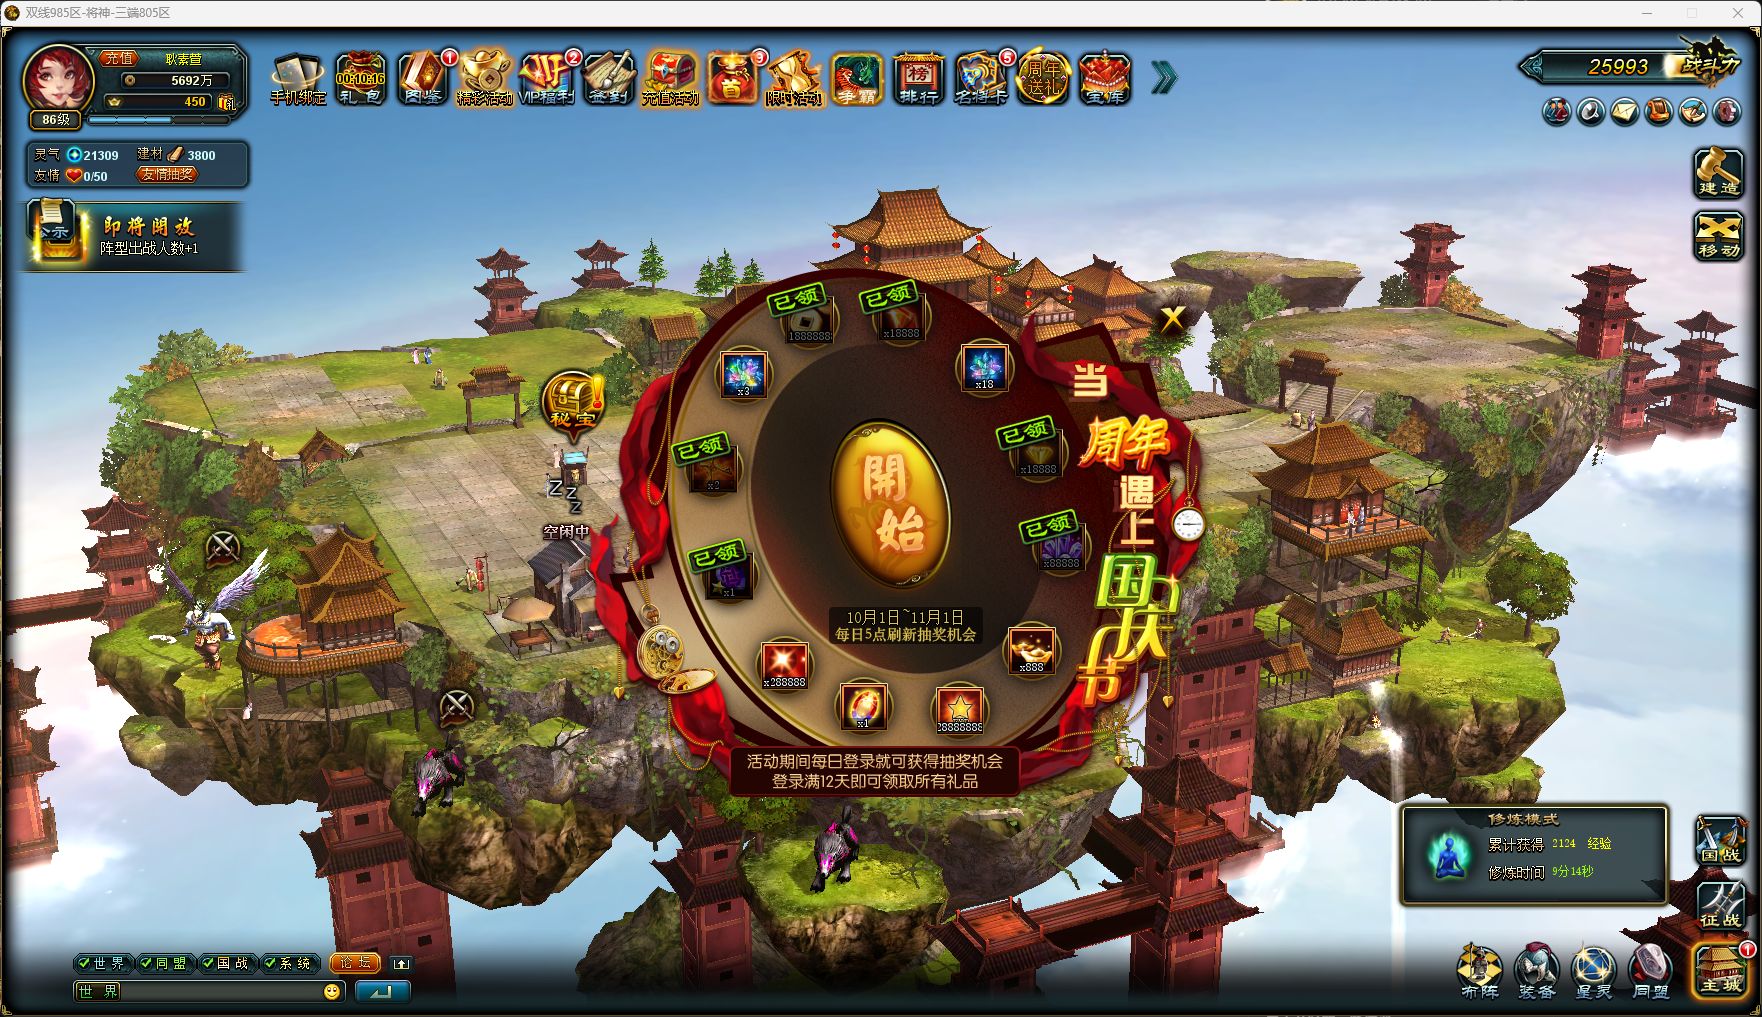 双线985区-将神-三端805区
充值
耿素萱
5692万
450
86级
灵气 21309 建材 3800
友情 0/50 友情抽奖
公示
即将開放
阵型出战人数+1
手机绑定
00:10:16
礼包
图鉴
1
精彩活动
VIP福利
2
签到
充值活动
首
9
限时活动
争霸
榜
排行
名将卡
5
周年送礼
宝库
25993
战斗力
建造
移动
秘宝
Z Z Z
空闲中
已领
1888888
已领
x18888
x3
x18
已领
x2
已领
x18888
已领
x1
已领
x88888
開始
10月1日~11月1日
每日5点刷新抽奖机会
x288888
x1
28888888
x888
当
周年
遇上
国庆节
活动期间每日登录就可获得抽奖机会
登录满12天即可领取所有礼品
修炼模式
累计获得 2124 经验
修炼时间 9分14秒
国战
征战
世界 同盟 国战 系统 论坛
世界
布阵
装备
星灵
同盟
主城
1